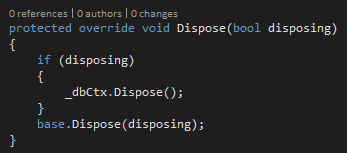 0 references | 0 authors | 0 changes
protected override void Dispose(bool disposing)
{
    if (disposing)
    {
        _dbCtx.Dispose();
    }
    base.Dispose(disposing);
}